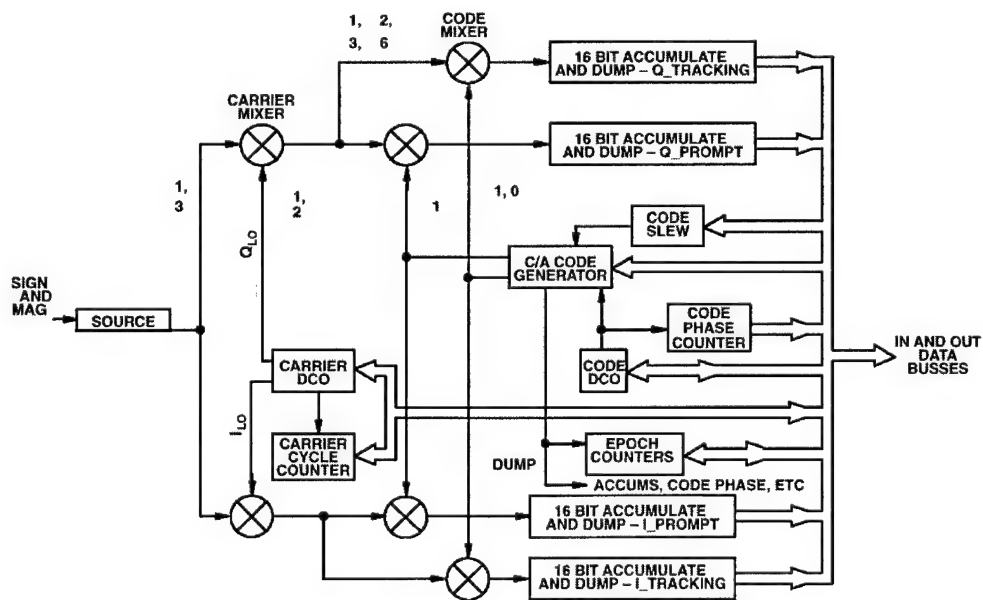 1, 2,
3, 6
CODE
MIXER
16 BIT ACCUMULATE
AND DUMP – Q_TRACKING
CARRIER
MIXER
16 BIT ACCUMULATE
AND DUMP – Q_PROMPT
1,
3
1,
2
1
1, 0
CODE
SLEW
QLO
C/A CODE
GENERATOR
SIGN
AND
MAG
SOURCE
CODE
PHASE
COUNTER
IN AND OUT
DATA
BUSSES
CARRIER
DCO
CODE
DCO
ILO
CARRIER
CYCLE
COUNTER
EPOCH
COUNTERS
DUMP
ACCUMS, CODE PHASE, ETC
16 BIT ACCUMULATE
AND DUMP – I_PROMPT
16 BIT ACCUMULATE
AND DUMP – I_TRACKING